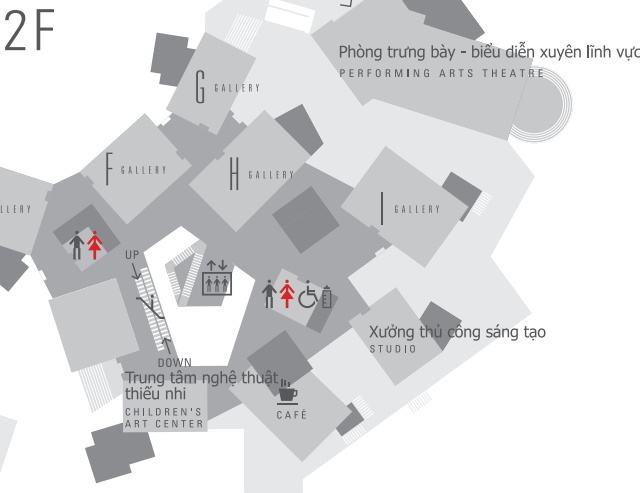 2F
Phòng trưng bày - biểu diễn xuyên lĩnh vực
PERFORMING ARTS THEATRE
G GALLERY
F GALLERY
H GALLERY
I GALLERY
UP
DOWN
Xưởng thủ công sáng tạo
STUDIO
Trung tâm nghệ thuật
thiếu nhi
CHILDREN'S
ART CENTER
CAFÉ